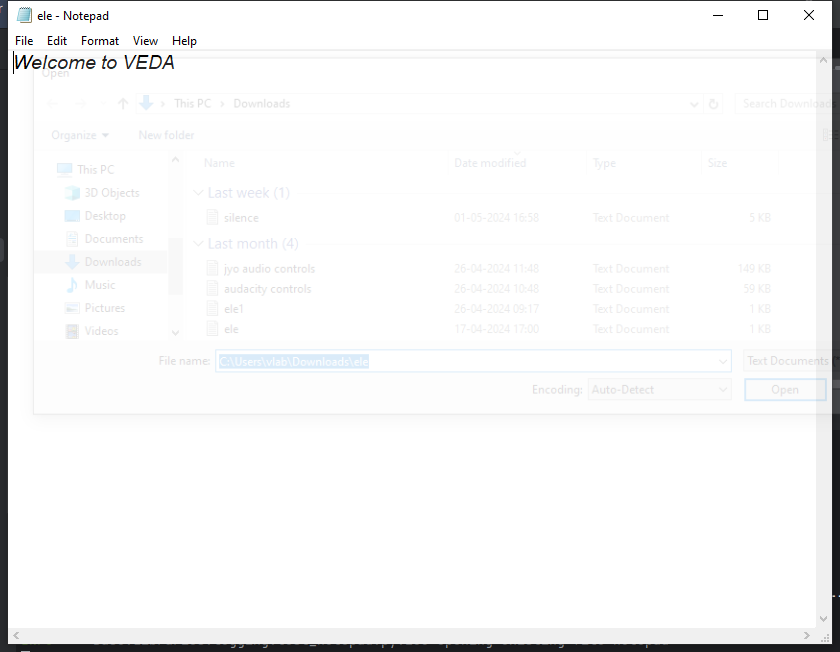 ele - Notepad
File Edit Format View Help
Welcome to VEDA
Open
This PC > Downloads
Search Downloads
Organize New folder
Name Date modified Type Size
This PC
3D Objects
Desktop
Documents
Downloads
Music
Pictures
Videos
Last week (1)
silence 01-05-2024 16:58 Text Document 5 KB
Last month (4)
jyo audio controls 26-04-2024 11:48 Text Document 149 KB
audacity controls 26-04-2024 10:48 Text Document 59 KB
ele1 26-04-2024 09:17 Text Document 1 KB
ele 17-04-2024 17:00 Text Document 1 KB
File name: C:\Users\vlab\Downloads\ele Text Documents (
Encoding: Auto-Detect Open